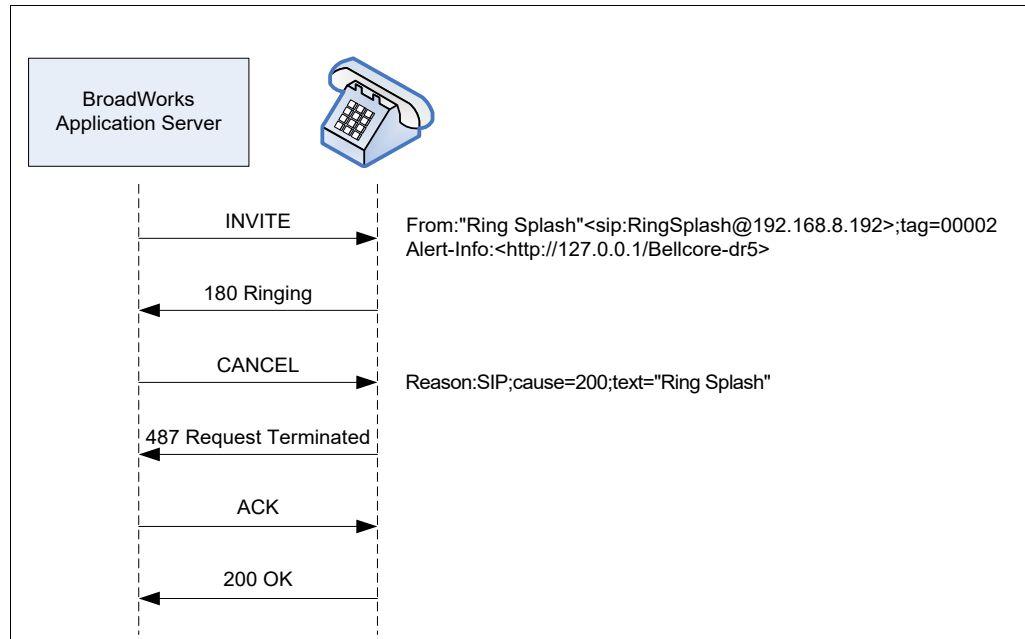 BroadWorks
Application Server
INVITE
From:"Ring Splash"<sip:RingSplash@192.168.8.192>;tag=00002
Alert-Info:<http://127.0.0.1/Bellcore-dr5>
180 Ringing
CANCEL
Reason:SIP;cause=200;text="Ring Splash"
487 Request Terminated
ACK
200 OK